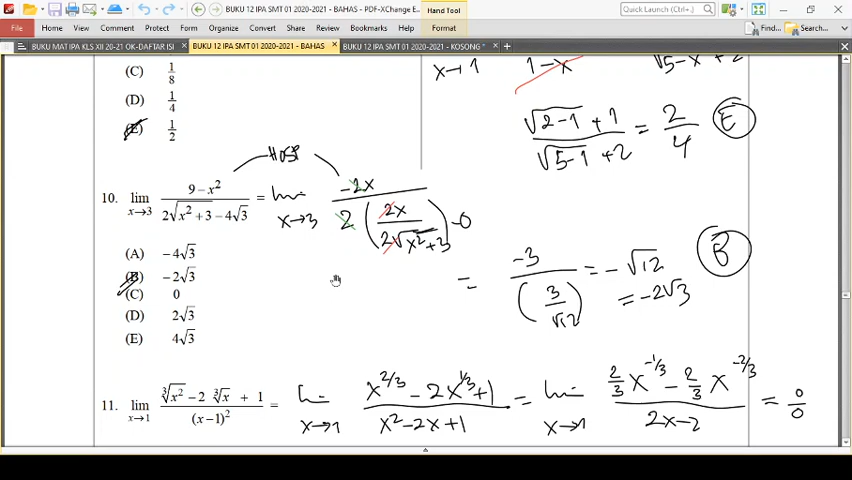 BUKU 12 IPA SMT 01 2020-2021 - BAHAS - PDF-XChange E
Hand Tool
File Home Convert Edit Organize Comment View Form Protect Share Bookmarks Help Format Find... Search...
BUKU MAT IPA KLS XII 20-21 OK-DAFTAR ISI × BUKU 12 IPA SMT 01 2020-2021 - BAHAS × BUKU 12 IPA SMT 01 2020-2021 - KOSONG * ×
x→1 1-x √5-x +2
(C) 1/8
(D) 1/4
(E) 1/2
(√2-1 + 1)/(√5-1 +2) = 2/4 E
10. lim x→3 (9 − x²)/(2√(x² + 3) − 4√3) = lim x→3 -2x/(2(2x/(2√(x²+3)))-0)
(A) −4√3
(B) −2√3
(C) 0
(D) 2√3
(E) 4√3
= -3/(3/√12) = -√12 B
= -2√3
11. lim x→1 (∛x² − 2 ∛x + 1)/(x − 1)² = lim x→1 (x^2/3 - 2x^1/3 + 1)/(x² - 2x + 1) = lim x→1 (2/3 x^-1/3 - 2/3 x^-2/3)/(2x-2) = 0/0